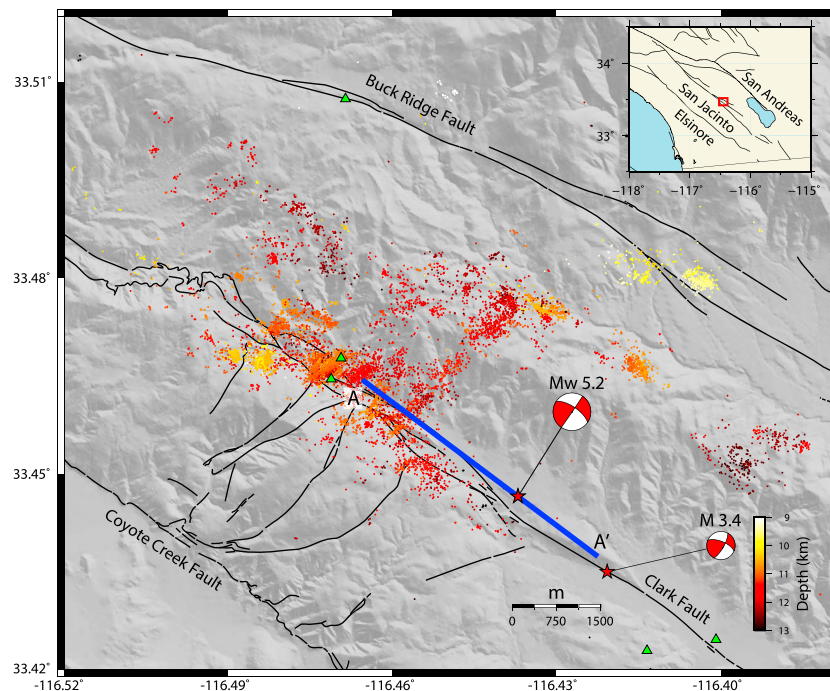 33.51°
33.48°
33.45°
33.42°
-116.52
-116.49
-116.46
-116.43
-116.40
Buck Ridge Fault
34°
33°
-118°
-117°
-116°
-115°
San Andreas
San Jacinto
Elsinore
A
Mw 5.2
M 3.4
A′
Coyote Creek Fault
Clark Fault
m
0
750
1500
9
10
11
12
13
Depth (km)